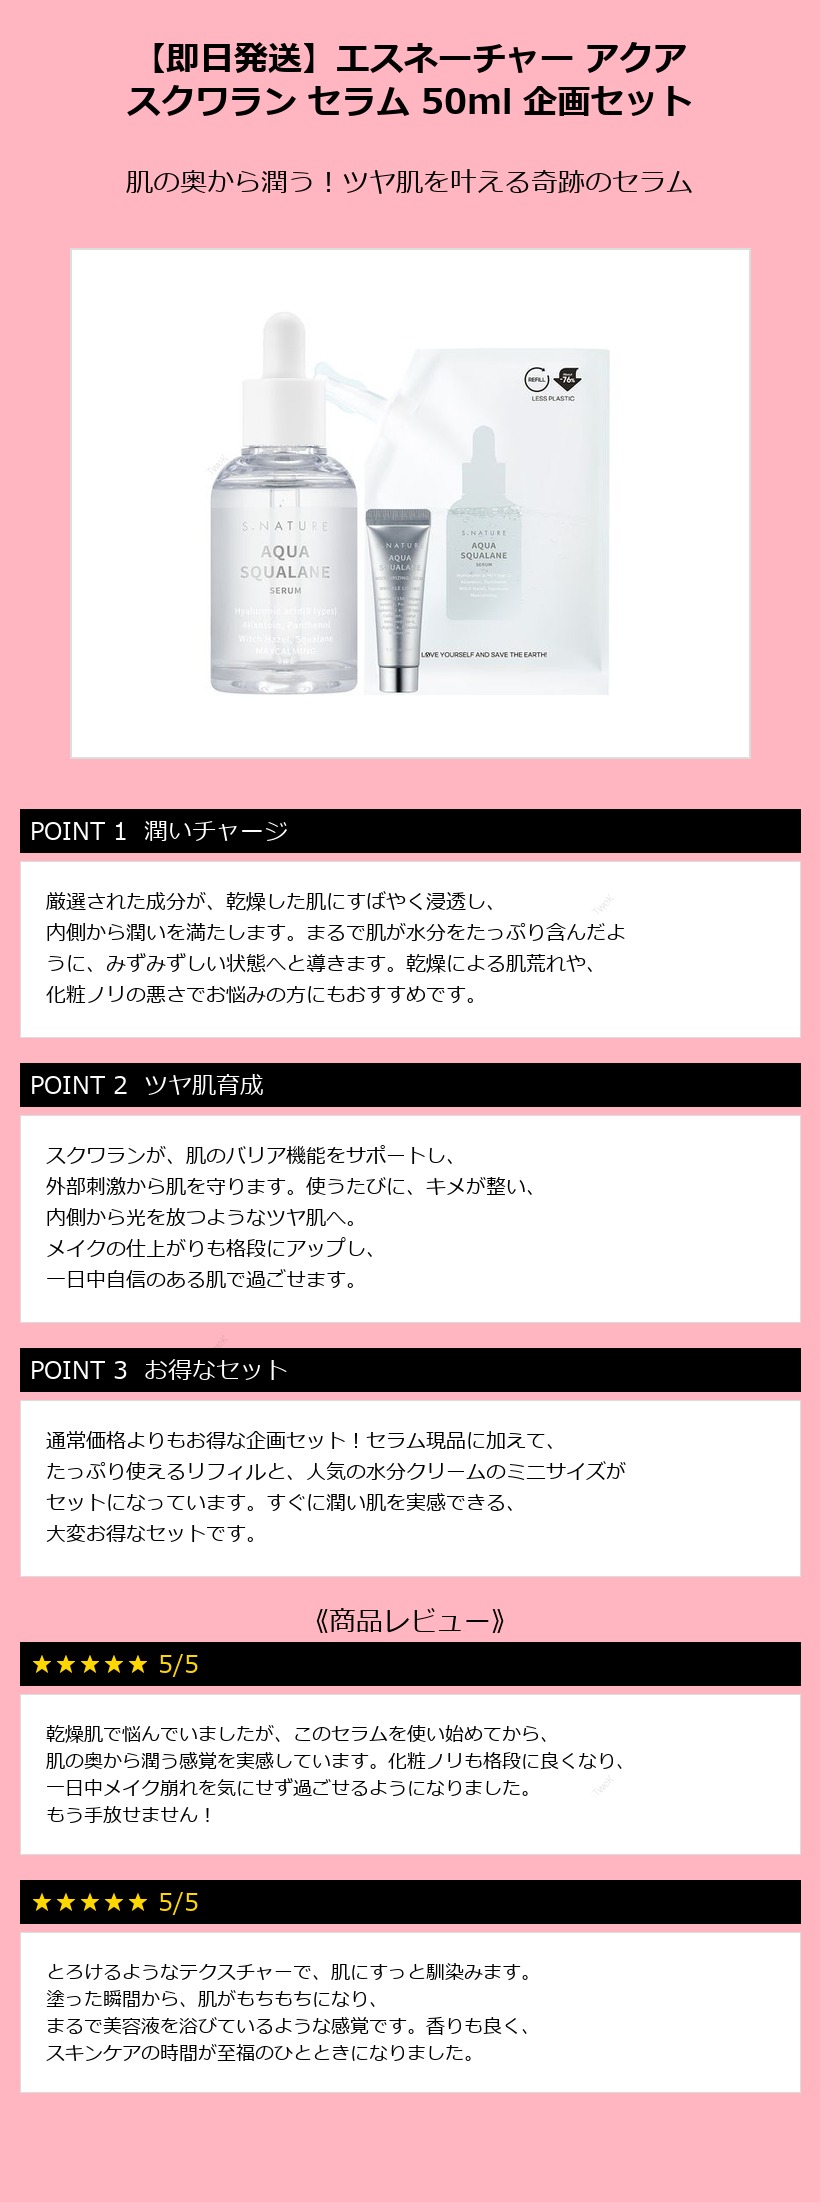 【即日発送】エスネーチャー アクア
スクワラン セラム 50ml 企画セット
肌の奥から潤う！ツヤ肌を叶える奇跡のセラム
REFILL
-76%
LESS PLASTIC
S.NATURE
AQUA
SQUALANE
SERUM
Hyaluronic acid(8 types)
Allantoin, Panthenol
Witch Hazel, Squalane
MAYCALMING
S.NATURE
AQUA
SQUALANE
S.NATURE
AQUA
SQUALANE
SERUM
LOVE YOURSELF AND SAVE THE EARTH!
POINT 1 潤いチャージ
厳選された成分が、乾燥した肌にすばやく浸透し、
内側から潤いを満たします。まるで肌が水分をたっぷり含んだよ
うに、みずみずしい状態へと導きます。乾燥による肌荒れや、
化粧ノリの悪さでお悩みの方にもおすすめです。
POINT 2 ツヤ肌育成
スクワランが、肌のバリア機能をサポートし、
外部刺激から肌を守ります。使うたびに、キメが整い、
内側から光を放つようなツヤ肌へ。
メイクの仕上がりも格段にアップし、
一日中自信のある肌で過ごせます。
POINT 3 お得なセット
通常価格よりもお得な企画セット！セラム現品に加えて、
たっぷり使えるリフィルと、人気の水分クリームのミニサイズが
セットになっています。すぐに潤い肌を実感できる、
大変お得なセットです。
《商品レビュー》
★★★★★ 5/5
乾燥肌で悩んでいましたが、このセラムを使い始めてから、
肌の奥から潤う感覚を実感しています。化粧ノリも格段に良くなり、
一日中メイク崩れを気にせず過ごせるようになりました。
もう手放せません！
★★★★★ 5/5
とろけるようなテクスチャーで、肌にすっと馴染みます。
塗った瞬間から、肌がもちもちになり、
まるで美容液を浴びているような感覚です。香りも良く、
スキンケアの時間が至福のひとときになりました。